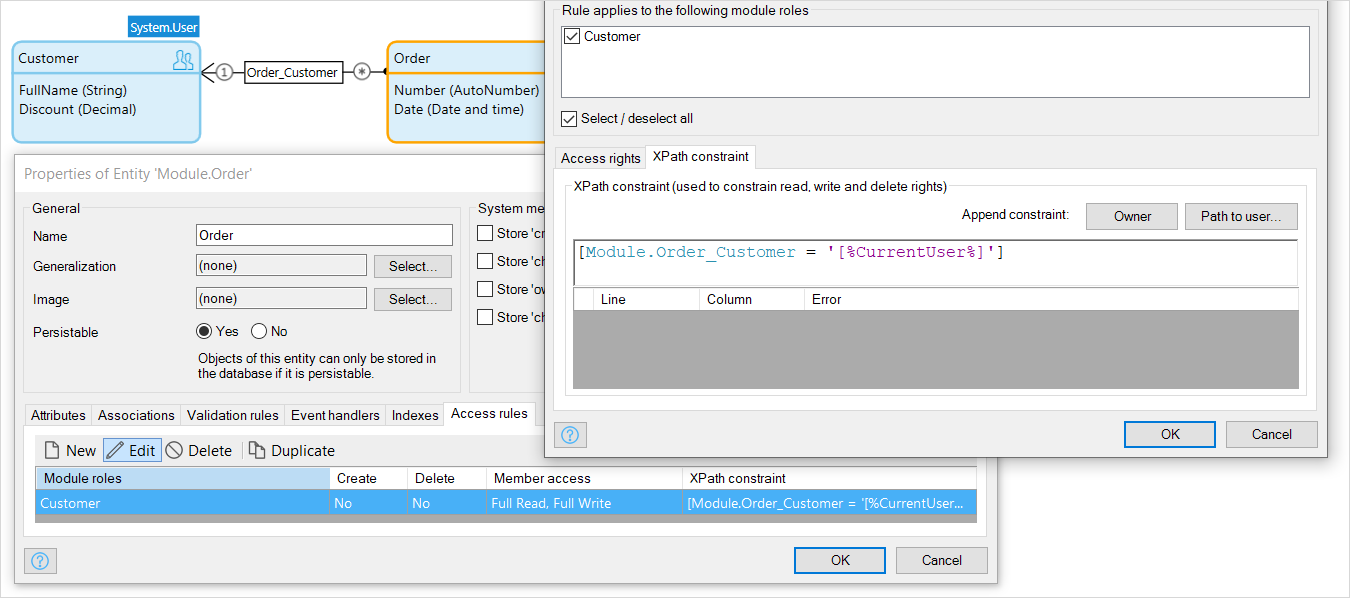 System.User
Customer
FullName (String)
Discount (Decimal)
1
Order_Customer
*
Order
Number (AutoNumber)
Date (Date and time)
Properties of Entity 'Module.Order'
General
Name
Order
Generalization
(none)
Select...
Image
(none)
Select...
Persistable
Yes
No
Objects of this entity can only be stored in
the database if it is persistable.
System me
Store 'cr
Store 'ch
Store 'ow
Store 'ch
Attributes
Associations
Validation rules
Event handlers
Indexes
Access rules
New
Edit
Delete
Duplicate
Module roles Create Delete Member access XPath constraint
Customer No No Full Read, Full Write [Module.Order_Customer = '[%CurrentUser...
?
OK
Cancel
Rule applies to the following module roles
Customer
Select / deselect all
Access rights
XPath constraint
XPath constraint (used to constrain read, write and delete rights)
Append constraint:
Owner
Path to user...
[Module.Order_Customer = '[%CurrentUser%]']
Line Column Error
?
OK
Cancel